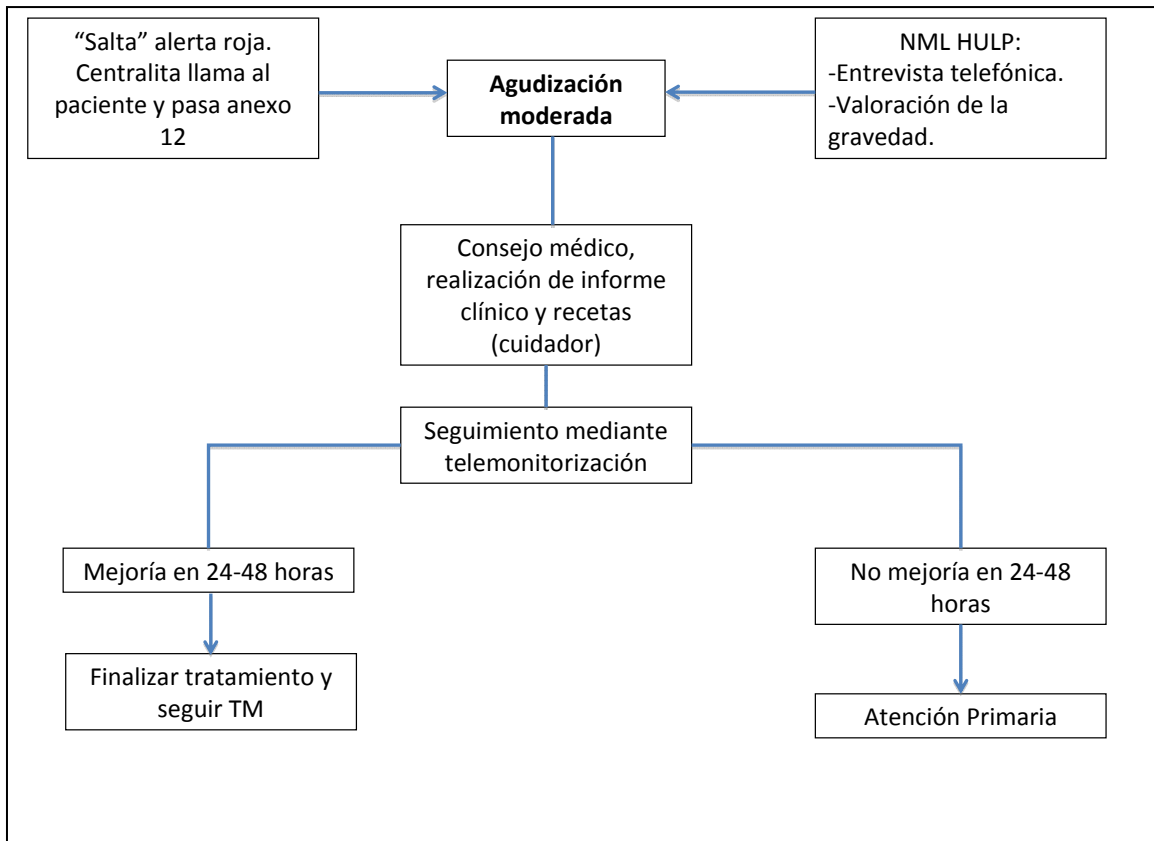 “Salta” alerta roja.
Centralita llama al
paciente y pasa anexo
12
Agudización
moderada
NML HULP:
-Entrevista telefónica.
-Valoración de la
gravedad.
Consejo médico,
realización de informe
clínico y recetas
(cuidador)
Seguimiento mediante
telemonitorización
Mejoría en 24-48 horas
No mejoría en 24-48
horas
Finalizar tratamiento y
seguir TM
Atención Primaria